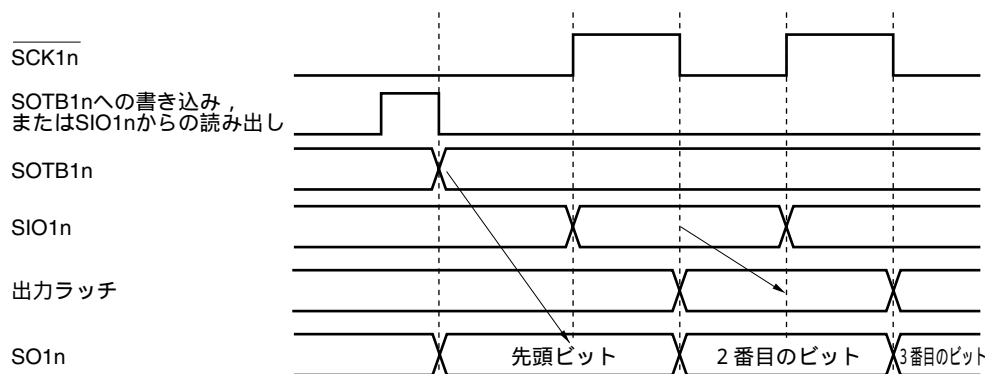 SCK1n
SOTB1nへの書き込み，
またはSIO1nからの読み出し
SOTB1n
SIO1n
出力ラッチ
SO1n
先頭ビット
２番目のビット
3番目のビット